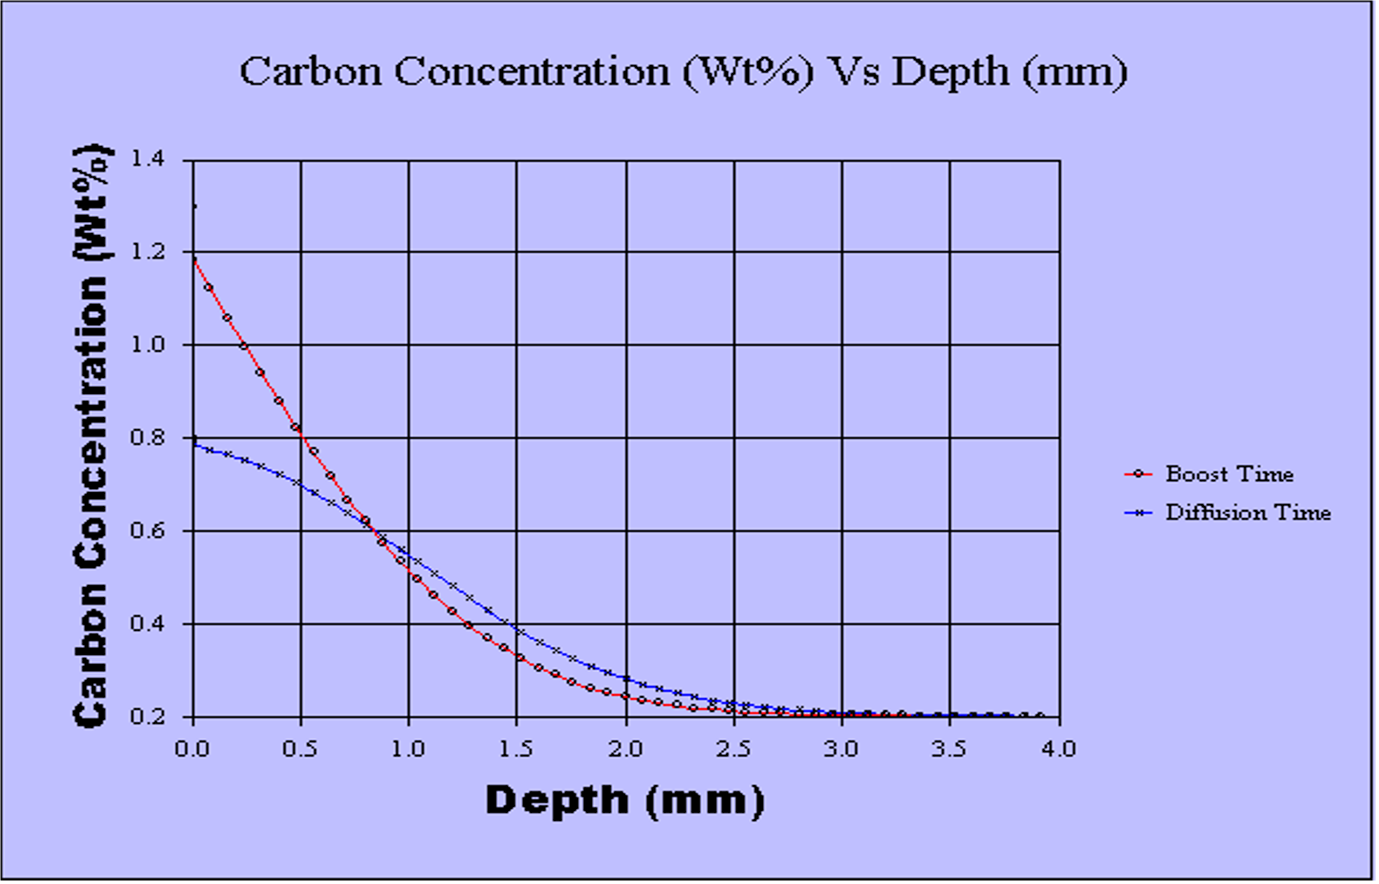 Carbon Concentration (Wt%) Vs Depth (mm)
Carbon Concentration (Wt%)
1.4
1.2
1.0
0.8
0.6
0.4
0.2
0.0 0.5 1.0 1.5 2.0 2.5 3.0 3.5 4.0
Depth (mm)
Boost Time
Diffusion Time